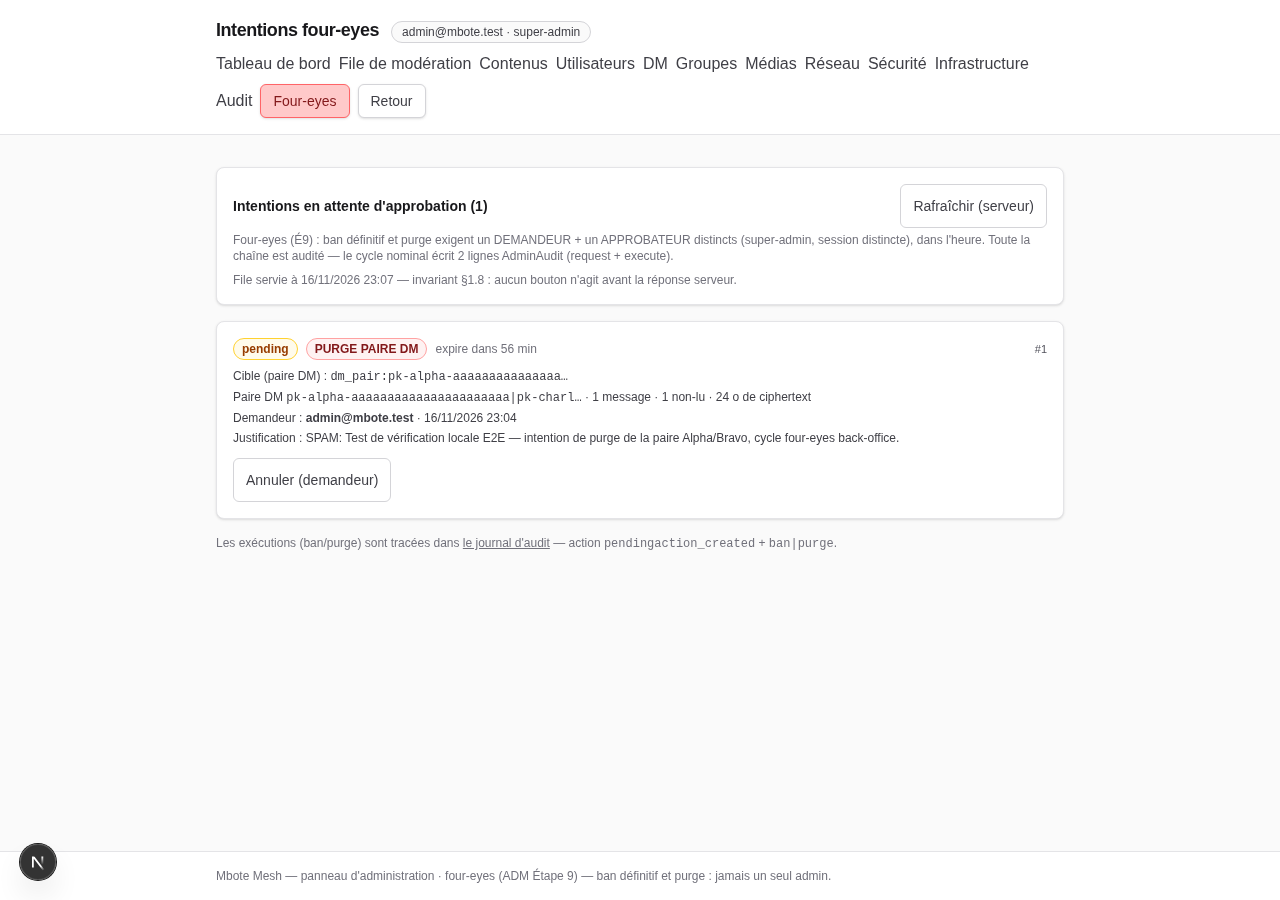 Intentions four-eyes
admin@mbote.test · super-admin
Tableau de bord File de modération Contenus Utilisateurs DM Groupes Médias Réseau Sécurité Infrastructure
Audit Four-eyes Retour
Intentions en attente d'approbation (1)
Rafraîchir (serveur)
Four-eyes (É9) : ban définitif et purge exigent un DEMANDEUR + un APPROBATEUR distincts (super-admin, session distincte), dans l'heure. Toute la
chaîne est audité — le cycle nominal écrit 2 lignes AdminAudit (request + execute).
File servie à 16/11/2026 23:07 — invariant §1.8 : aucun bouton n'agit avant la réponse serveur.
pending PURGE PAIRE DM expire dans 56 min #1
Cible (paire DM) : dm_pair:pk-alpha-aaaaaaaaaaaaaaa…
Paire DM pk-alpha-aaaaaaaaaaaaaaaaaaaaaa|pk-charl… · 1 message · 1 non-lu · 24 o de ciphertext
Demandeur : admin@mbote.test · 16/11/2026 23:04
Justification : SPAM: Test de vérification locale E2E — intention de purge de la paire Alpha/Bravo, cycle four-eyes back-office.
Annuler (demandeur)
Les exécutions (ban/purge) sont tracées dans le journal d'audit — action pendingaction_created + ban|purge.
Mbote Mesh — panneau d'administration · four-eyes (ADM Étape 9) — ban définitif et purge : jamais un seul admin.